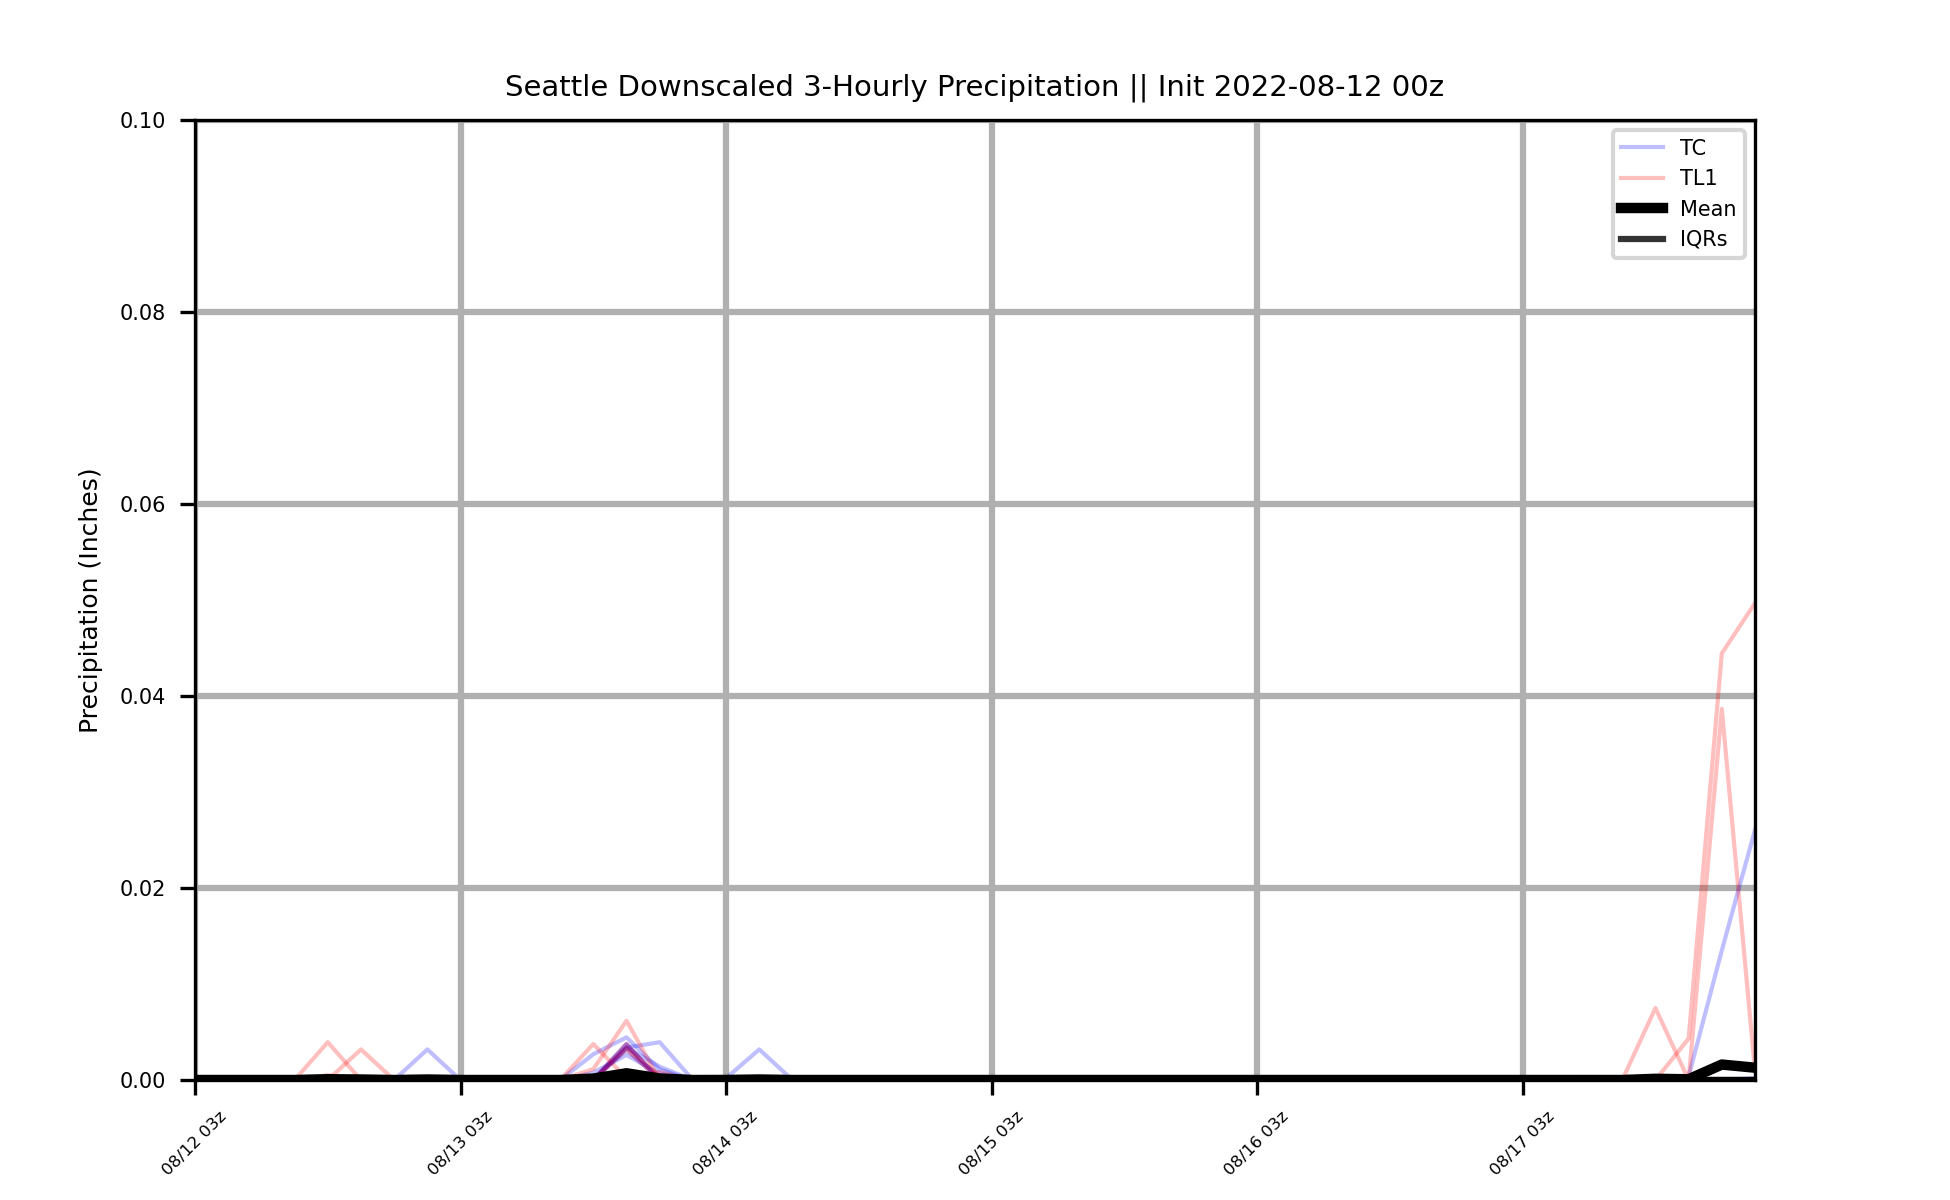 Seattle Downscaled 3-Hourly Precipitation || Init 2022-08-12 00z
0.10
0.08
0.06
0.04
0.02
0.00
Precipitation (Inches)
TC
TL1
Mean
IQRs
08/12 03z
08/13 03z
08/14 03z
08/15 03z
08/16 03z
08/17 03z